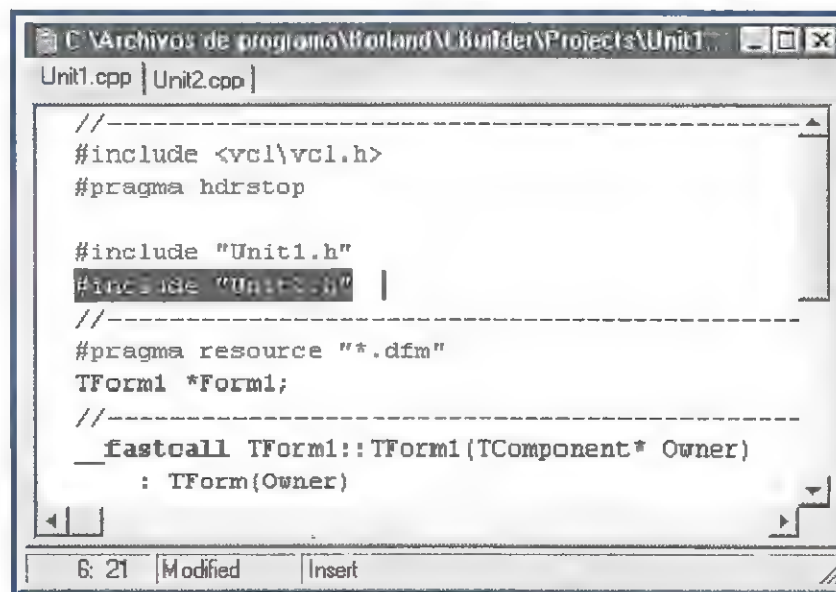 C:\Archivos de programa\Borland\CBuilder\Projects\Unit1
Unit1.cpp
Unit2.cpp
//-----------------------------------------------
#include <vcl\vcl.h>
#pragma hdrstop
#include "Unit1.h"
#include "Unit2.h"
//-----------------------------------------------
#pragma resource "*.dfm"
TForm1 *Form1;
//-----------------------------------------------
__fastcall TForm1::TForm1(TComponent* Owner)
: TForm(Owner)
6: 21 Modified Insert